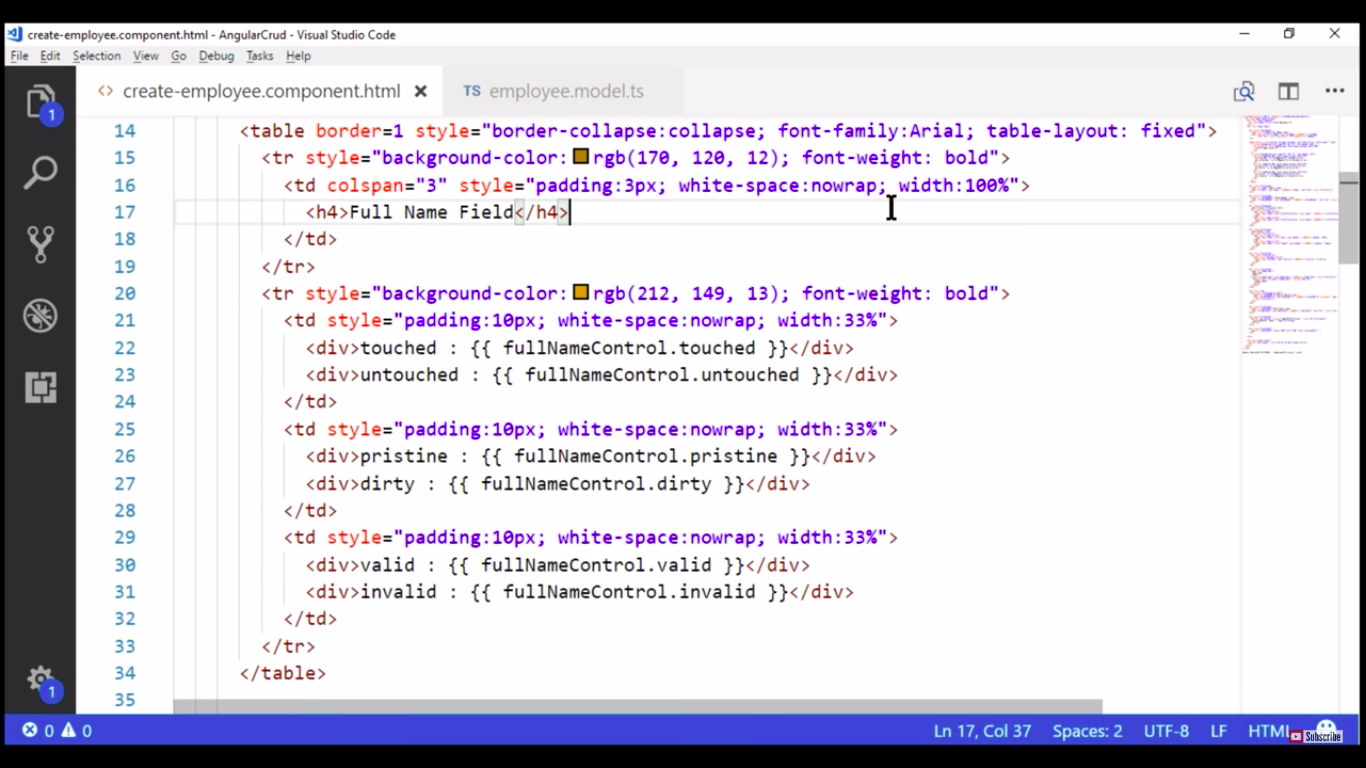 create-employee.component.html - AngularCrud - Visual Studio Code
File Edit Selection View Go Debug Tasks Help
create-employee.component.html TS employee.model.ts
14 <table border=1 style="border-collapse:collapse; font-family:Arial; table-layout: fixed">
15 <tr style="background-color:rgb(170, 120, 12); font-weight: bold">
16 <td colspan="3" style="padding:3px; white-space:nowrap; width:100%">
17 <h4>Full Name Field</h4>
18 </td>
19 </tr>
20 <tr style="background-color:rgb(212, 149, 13); font-weight: bold">
21 <td style="padding:10px; white-space:nowrap; width:33%">
22 <div>touched : {{ fullNameControl.touched }}</div>
23 <div>untouched : {{ fullNameControl.untouched }}</div>
24 </td>
25 <td style="padding:10px; white-space:nowrap; width:33%">
26 <div>pristine : {{ fullNameControl.pristine }}</div>
27 <div>dirty : {{ fullNameControl.dirty }}</div>
28 </td>
29 <td style="padding:10px; white-space:nowrap; width:33%">
30 <div>valid : {{ fullNameControl.valid }}</div>
31 <div>invalid : {{ fullNameControl.invalid }}</div>
32 </td>
33 </tr>
34 </table>
35
1
1
0 0 Ln 17, Col 37 Spaces: 2 UTF-8 LF HTML
Subscribe